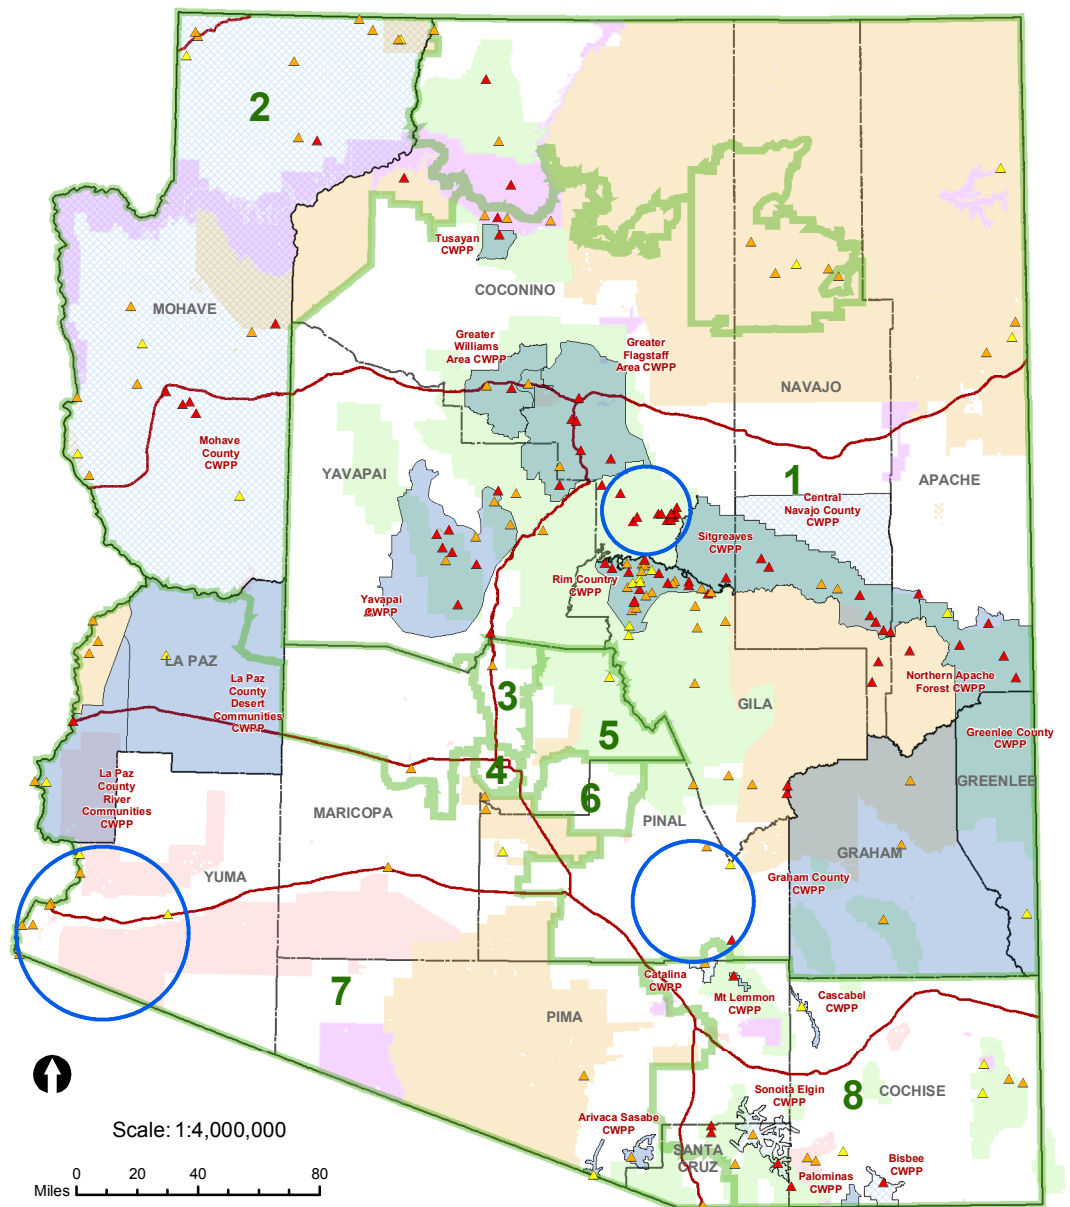 2
Tusayan
CWPP
COCONINO
MOHAVE
Greater
Williams
Area CWPP
Greater
Flagstaff
Area CWPP
NAVAJO
Mohave
County
CWPP
YAVAPAI
1
APACHE
Central
Navajo County
CWPP
Sitgreaves
CWPP
Rim Country
CWPP
Yavapai
CWPP
LA PAZ
La Paz
County
Desert
Communities
CWPP
Northern Apache
Forest CWPP
3
GILA
5
Greenlee County
CWPP
4
La Paz
County
River
Communities
CWPP
GREENLEE
6
MARICOPA
PINAL
GRAHAM
YUMA
Graham County
CWPP
Catalina
CWPP
7
Mt Lemmon
CWPP
Cascabel
CWPP
PIMA
Sonoita Elgin
CWPP
8
COCHISE
Arivaca Sasabe
CWPP
SANTA
CRUZ
Bisbee
CWPP
Palominas
CWPP
Scale: 1:4,000,000
Miles
0 20 40 80